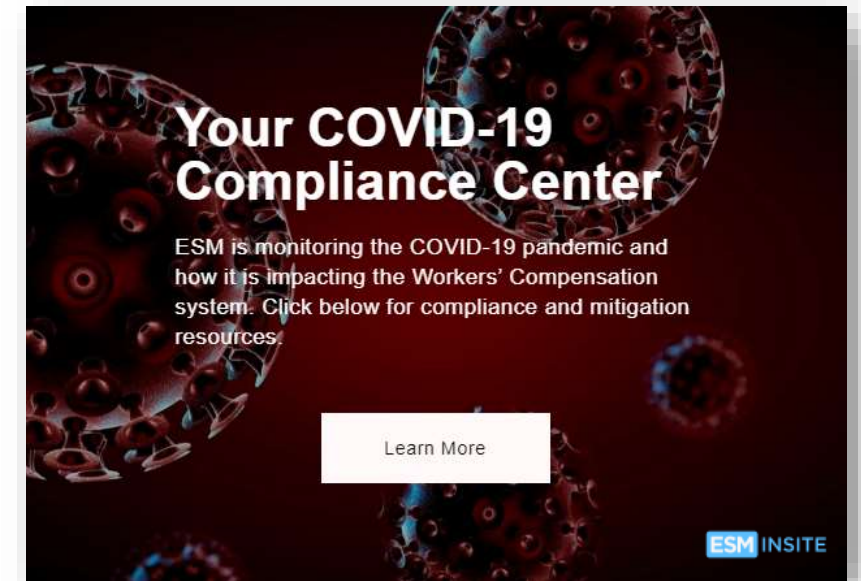 Your COVID-19
Compliance Center
ESM is monitoring the COVID-19 pandemic and
how it is impacting the Workers’ Compensation
system. Click below for compliance and mitigation
resources.
Learn More
ESM INSITE